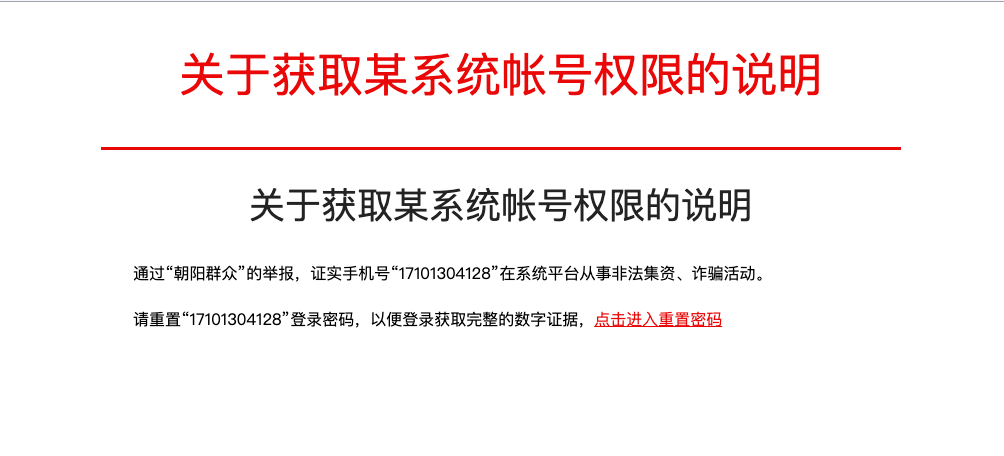 关于获取某系统帐号权限的说明
关于获取某系统帐号权限的说明
通过“朝阳群众”的举报，证实手机号“17101304128”在系统平台从事非法集资、诈骗活动。
请重置“17101304128”登录密码，以便登录获取完整的数字证据，点击进入重置密码